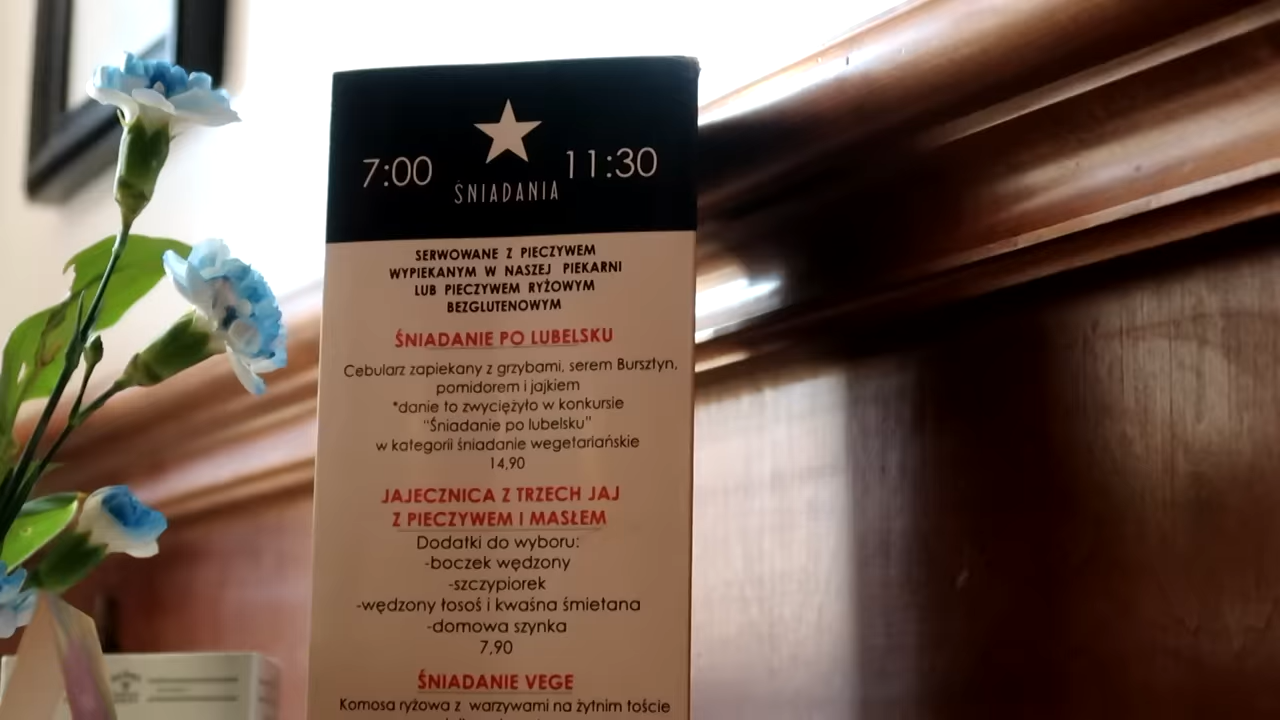 7:00 11:30
ŚNIADANIA
SERWOWANE Z PIECZYWEM
WYPIEKANYM W NASZEJ PIEKARNI
LUB PIECZYWEM RYŻOWYM
BEZGLUTENOWYM
ŚNIADANIE PO LUBELSKU
Cebularz zapiekany z grzybami, serem Bursztyn,
pomidorem i jajkiem
*danie to zwyciężyło w konkursie
"Śniadanie po lubelsku"
w kategorii śniadanie wegetariańskie
14,90
JAJECZNICA Z TRZECH JAJ
Z PIECZYWEM I MASŁEM
Dodatki do wyboru:
-boczek wędzony
-szczypiorek
-wędzony łosoś i kwaśna śmietana
-domowa szynka
7,90
ŚNIADANIE VEGE
Komosa ryżowa z warzywami na żytnim toście